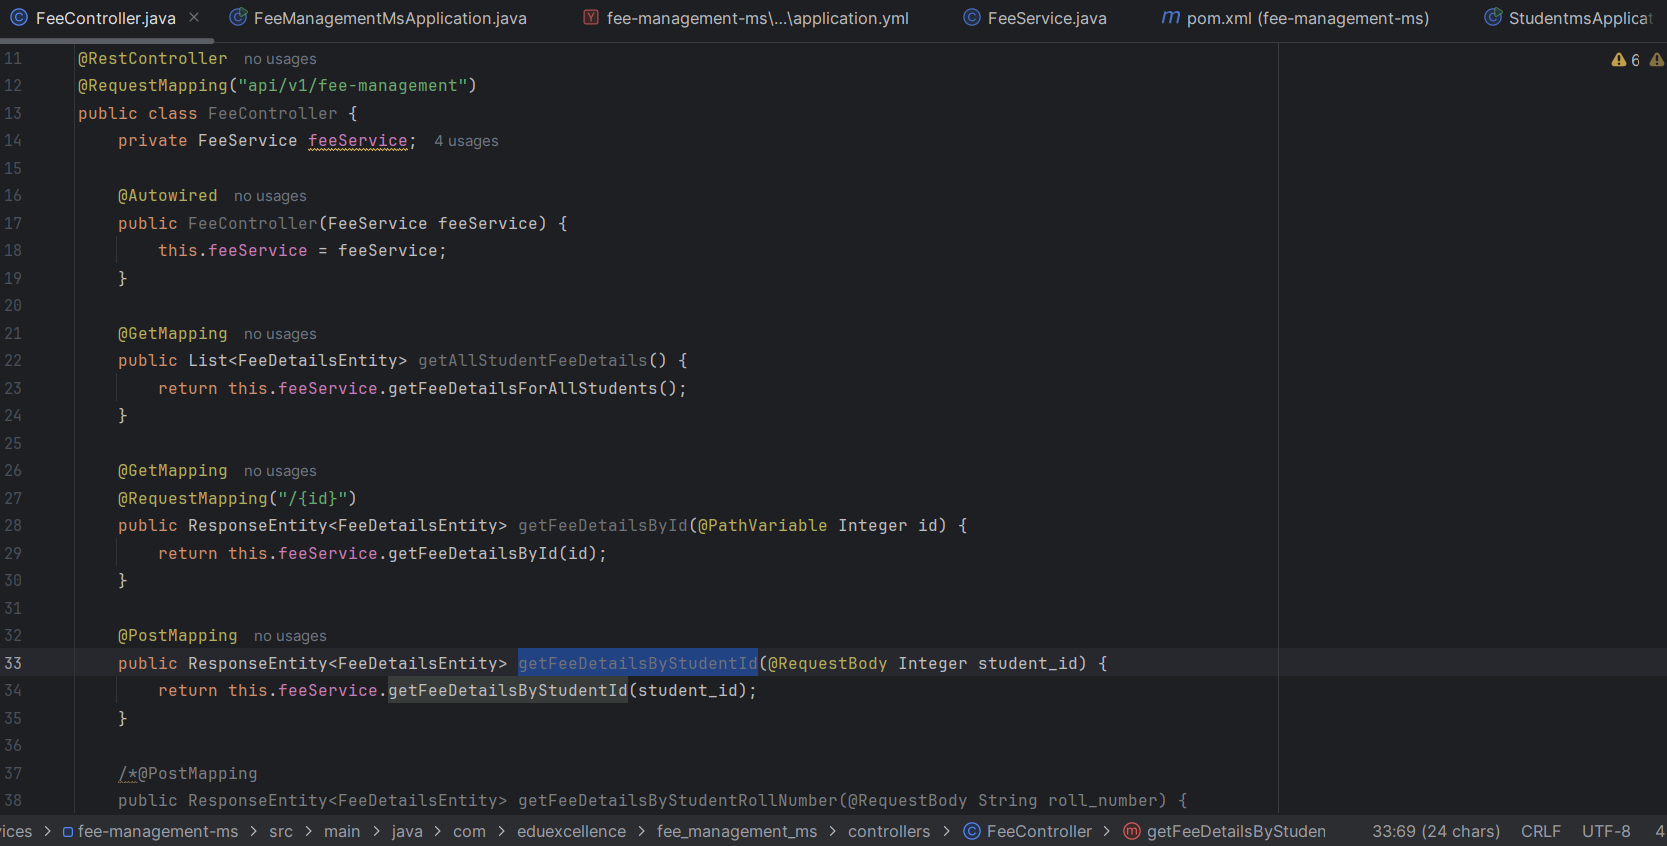 FeeController.java FeeManagementMsApplication.java fee-management-ms\...\application.yml FeeService.java pom.xml (fee-management-ms) StudentmsApplicat
11 @RestController no usages 6
12 @RequestMapping("api/v1/fee-management")
13 public class FeeController {
14 private FeeService feeService; 4 usages
15
16 @Autowired no usages
17 public FeeController(FeeService feeService) {
18 this.feeService = feeService;
19 }
20
21 @GetMapping no usages
22 public List<FeeDetailsEntity> getAllStudentFeeDetails() {
23 return this.feeService.getFeeDetailsForAllStudents();
24 }
25
26 @GetMapping no usages
27 @RequestMapping("/{id}")
28 public ResponseEntity<FeeDetailsEntity> getFeeDetailsById(@PathVariable Integer id) {
29 return this.feeService.getFeeDetailsById(id);
30 }
31
32 @PostMapping no usages
33 public ResponseEntity<FeeDetailsEntity> getFeeDetailsByStudentId(@RequestBody Integer student_id) {
34 return this.feeService.getFeeDetailsByStudentId(student_id);
35 }
36
37 /*@PostMapping
38 public ResponseEntity<FeeDetailsEntity> getFeeDetailsByStudentRollNumber(@RequestBody String roll_number) {
ices > fee-management-ms > src > main > java > com > eduexcellence > fee_management_ms > controllers > FeeController > getFeeDetailsByStuden 33:69 (24 chars) CRLF UTF-8 4